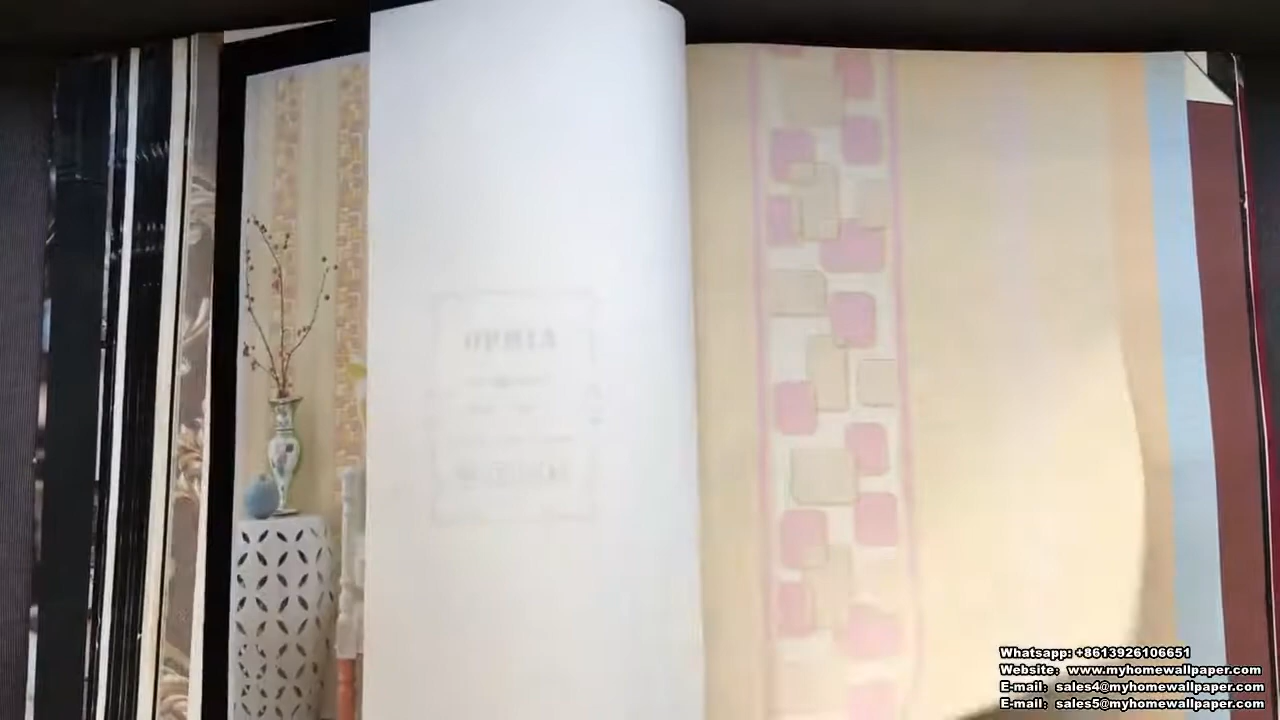 Whatsapp: +8613926106651
Website: www.myhomewallpaper.com
E-mail: sales4@myhomewallpaper.com
E-mail: sales5@myhomewallpaper.com